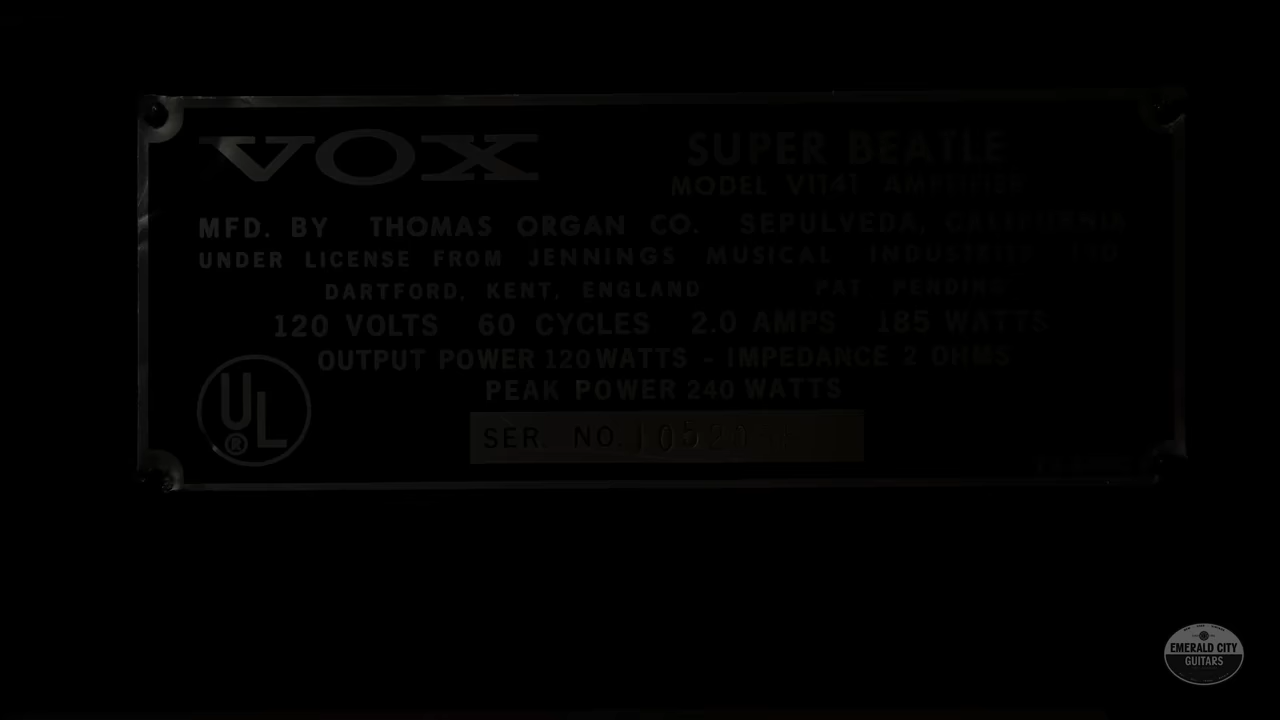 VOX
SUPER BEATLE
MODEL V1141 AMPLIFIER
MFD. BY THOMAS ORGAN CO. SEPULVEDA, CALIFORNIA
UNDER LICENSE FROM JENNINGS MUSICAL INDUSTRIES LTD
DARTFORD, KENT, ENGLAND PAT PENDING
120 VOLTS 60 CYCLES 2.0 AMPS 185 WATTS
OUTPUT POWER 120 WATTS - IMPEDANCE 2 OHMS
PEAK POWER 240 WATTS
UL
®
SER. NO.
EMERALD CITY
GUITARS